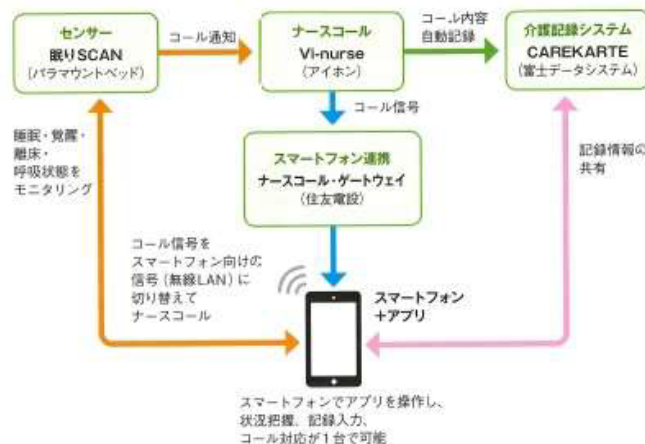 センサー
眠りSCAN
(パラマウントベッド)
コール通知
ナースコール
Vi-nurse
(アイホン)
コール内容
自動記録
介護記録システム
CAREKARTE
(富士データシステム)
コール信号
睡眠・覚醒・
離床・
呼吸状態を
モニタリング
スマートフォン連携
ナースコール・ゲートウェイ
(住友電設)
記録情報の
共有
コール信号を
スマートフォン向けの
信号(無線LAN)に
切り替えて
ナースコール
スマートフォン
+アプリ
スマートフォンでアプリを操作し、
状況把握、記録入力、
コール対応が1台で可能